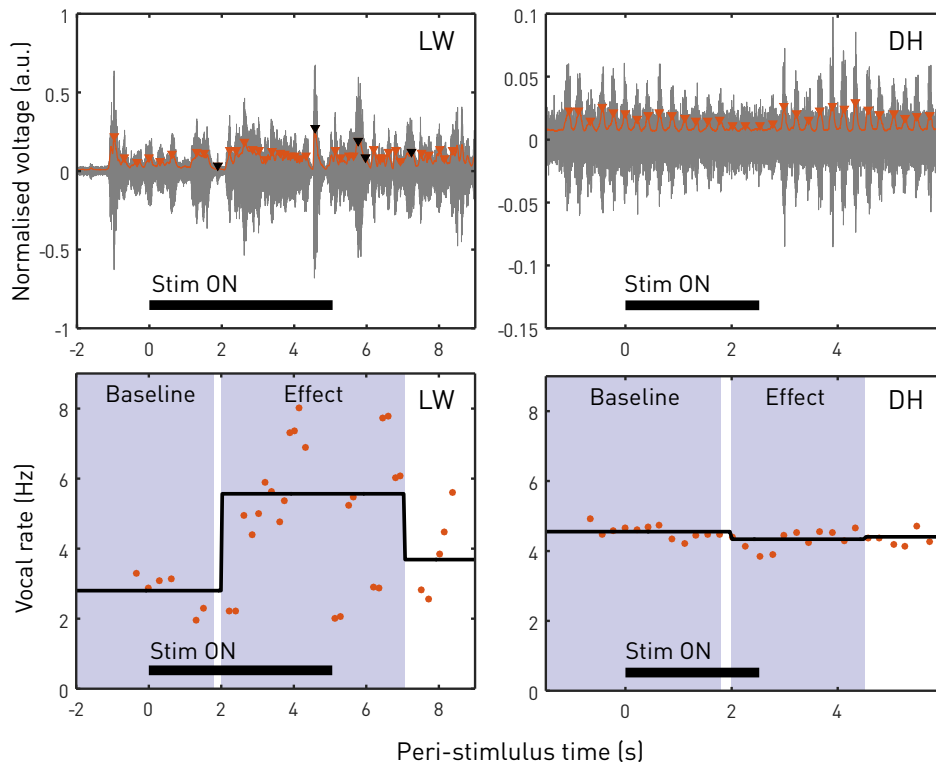 Normalised voltage (a.u.)
1
0.5
0
-0.5
-1
LW
Stim ON
-2 0 2 4 6 8
0.1
0.05
0
-0.05
-0.1
-0.15
DH
Stim ON
0 2 4
Vocal rate (Hz)
8
6
4
2
0
Baseline Effect LW
Stim ON
-2 0 2 4 6 8
8
6
4
2
0
Baseline Effect DH
Stim ON
0 2 4
Peri-stimlulus time (s)